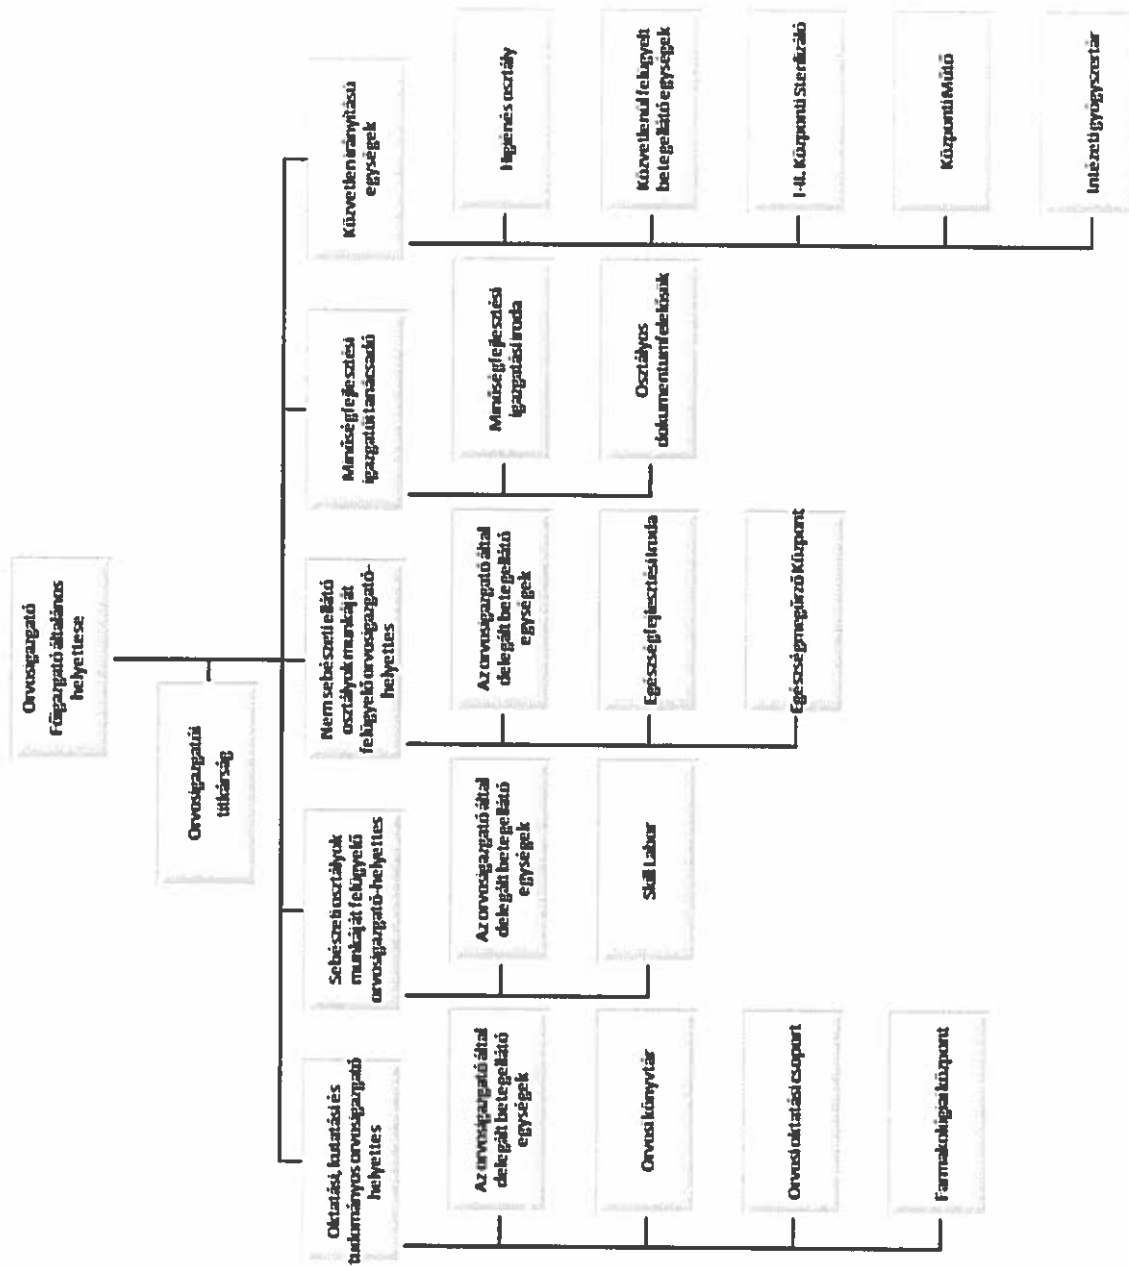 Orvosigazgató
Főigazgató általános
helyettese
Orvosigazgatói
titkárság
Oktatási, kutatási és
tudományos orvosigazgató
helyettes
Az orvosigazgató által
delegált betegellátó
egységek
Orvosi könyvtár
Orvosi oktatási csoport
Farmakológiai központ
Sebészeti osztályok
munkáját felügyelő
orvosigazgató-helyettes
Az orvosigazgató által
delegált betegellátó
egységek
Skill Labor
Nem sebészeti ellátó
osztályok munkáját
felügyelő orvosigazgató-
helyettes
Az orvosigazgató által
delegált betegellátó
egységek
Egészségfejlesztési Iroda
Egészségmegőrző Központ
Minőségfejlesztési
igazgatói tanácsadó
Minőségfejlesztési
igazgatási iroda
Osztályos
dokumentumfelelősök
Közvetlen irányítású
egységek
Higiénés osztály
Közvetlenül felügyelt
betegellátó egységek
I-II. Központi Sterilizáló
Központi Műtő
Intézeti gyógyszertár